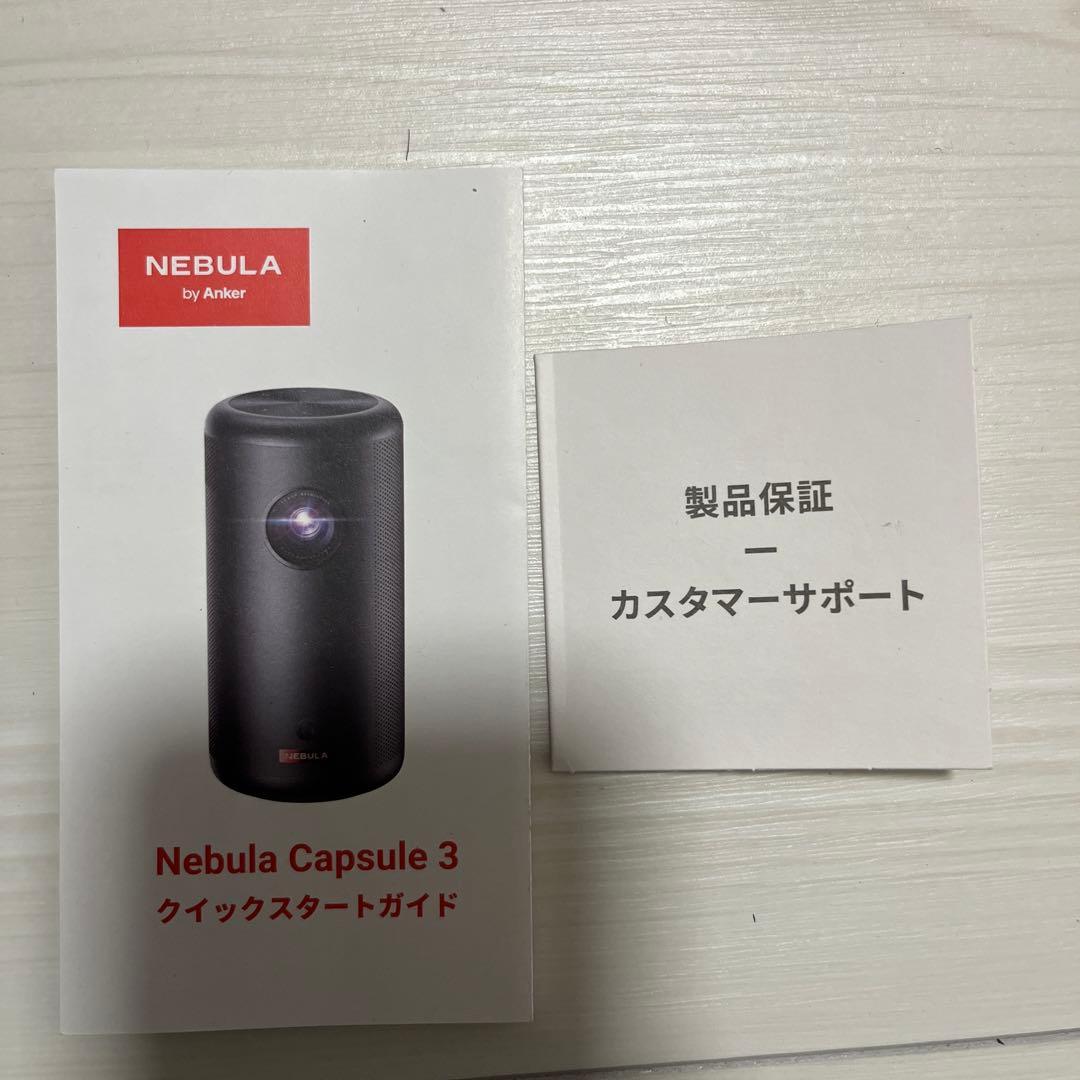 NEBULA
by Anker
NEBULA
Nebula Capsule 3
クイックスタートガイド
製品保証
ー
カスタマーサポート